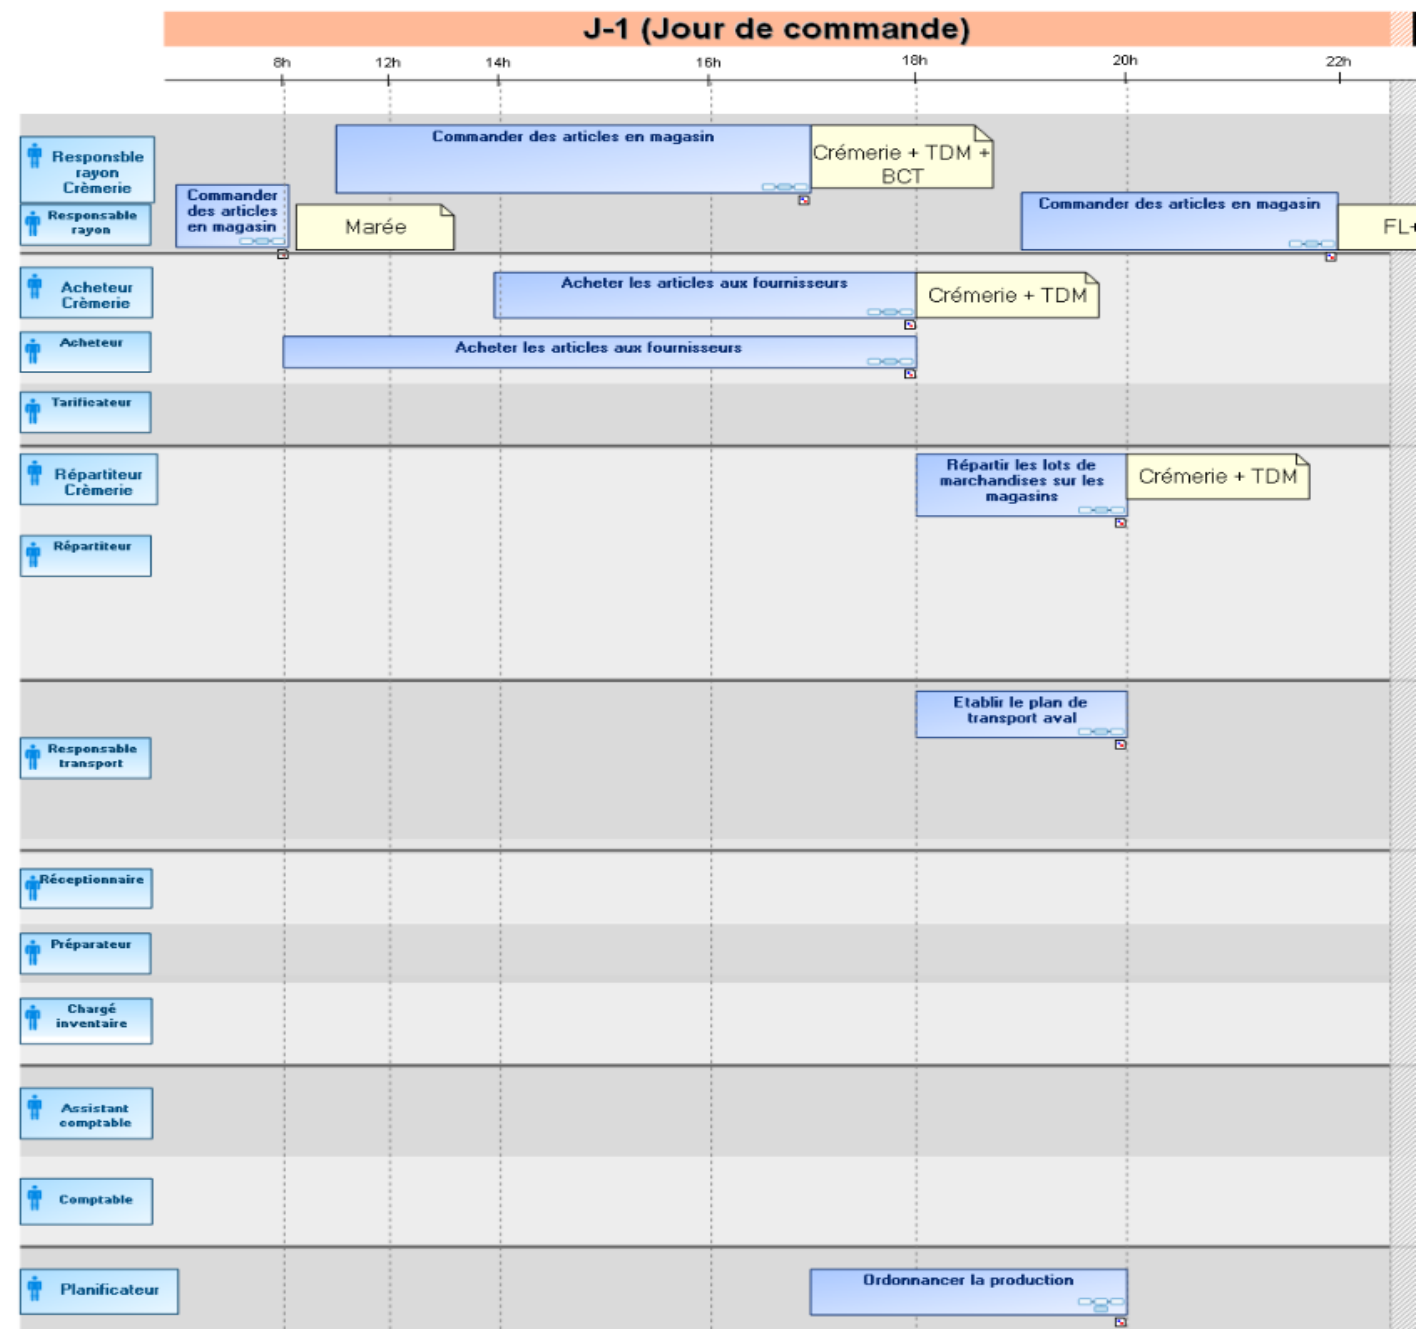 J-1 (Jour de commande)
8h 12h 14h 16h 18h 20h 22h
Responsble
rayon
Crèmerie
Commander des articles en magasin
Crémerie + TDM +
BCT
Responsable
rayon
Commander
des articles
en magasin
Marée
Commander des articles en magasin
FL+
Acheteur
Crèmerie
Acheter les articles aux fournisseurs
Crémerie + TDM
Acheteur
Acheter les articles aux fournisseurs
Tarificateur
Répartiteur
Crèmerie
Répartir les lots de
marchandises sur les
magasins
Crémerie + TDM
Répartiteur
Etablir le plan de
transport aval
Responsable
transport
Réceptionnaire
Préparateur
Chargé
inventaire
Assistant
comptable
Comptable
Planificateur
Ordonnancer la production